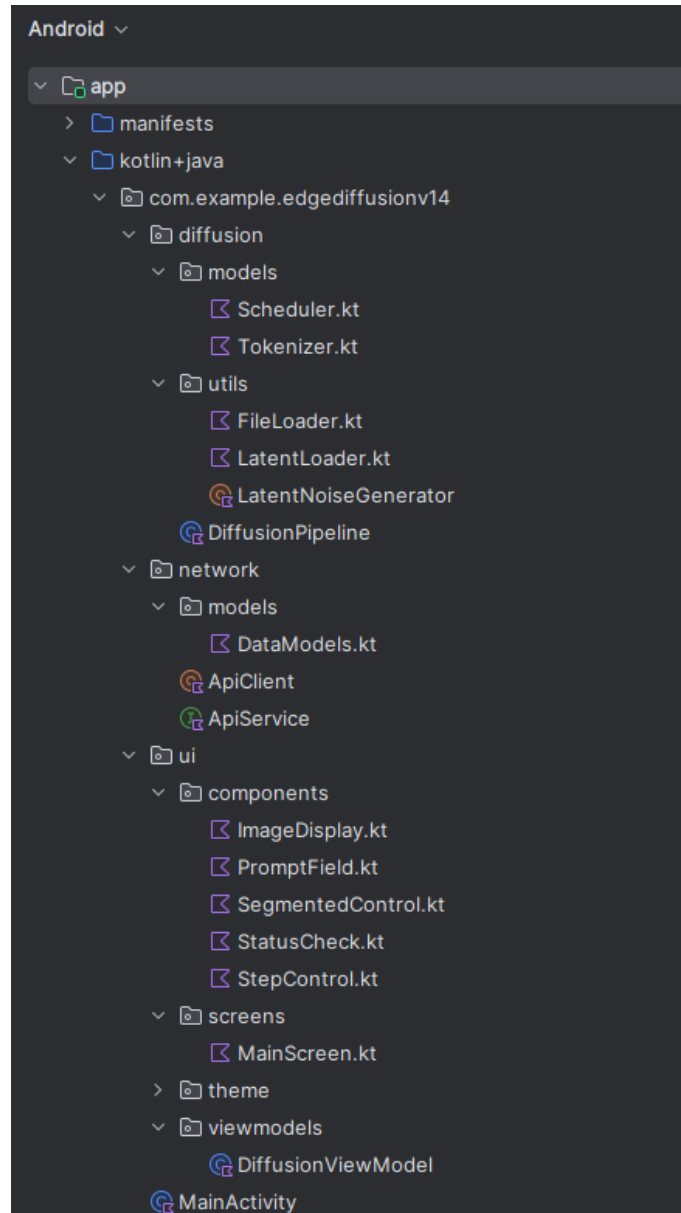 Android
app
manifests
kotlin+java
com.example.edgediffusionv14
diffusion
models
Scheduler.kt
Tokenizer.kt
utils
FileLoader.kt
LatentLoader.kt
LatentNoiseGenerator
DiffusionPipeline
network
models
DataModels.kt
ApiClient
ApiService
ui
components
ImageDisplay.kt
PromptField.kt
SegmentedControl.kt
StatusCheck.kt
StepControl.kt
screens
MainScreen.kt
theme
viewmodels
DiffusionViewModel
MainActivity